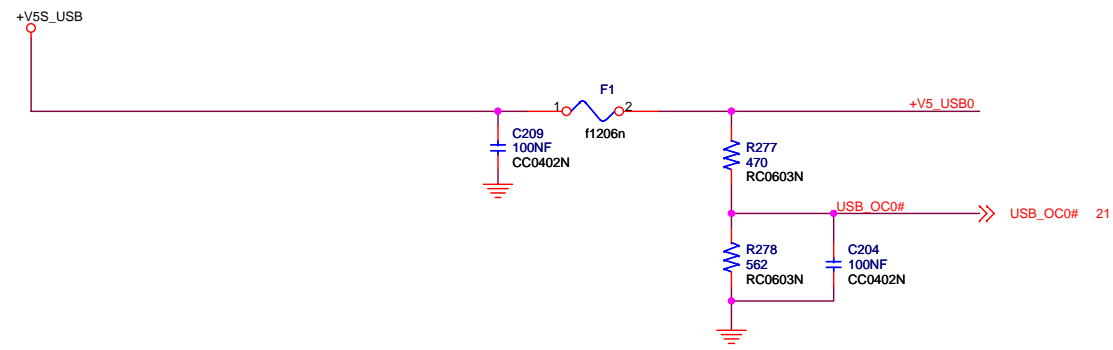 +V5S_USB
F1
1
2
f1206n
+V5_USB0
C209
100NF
CC0402N
R277
470
RC0603N
USB_OC0#
USB_OC0# 21
R278
562
RC0603N
C204
100NF
CC0402N